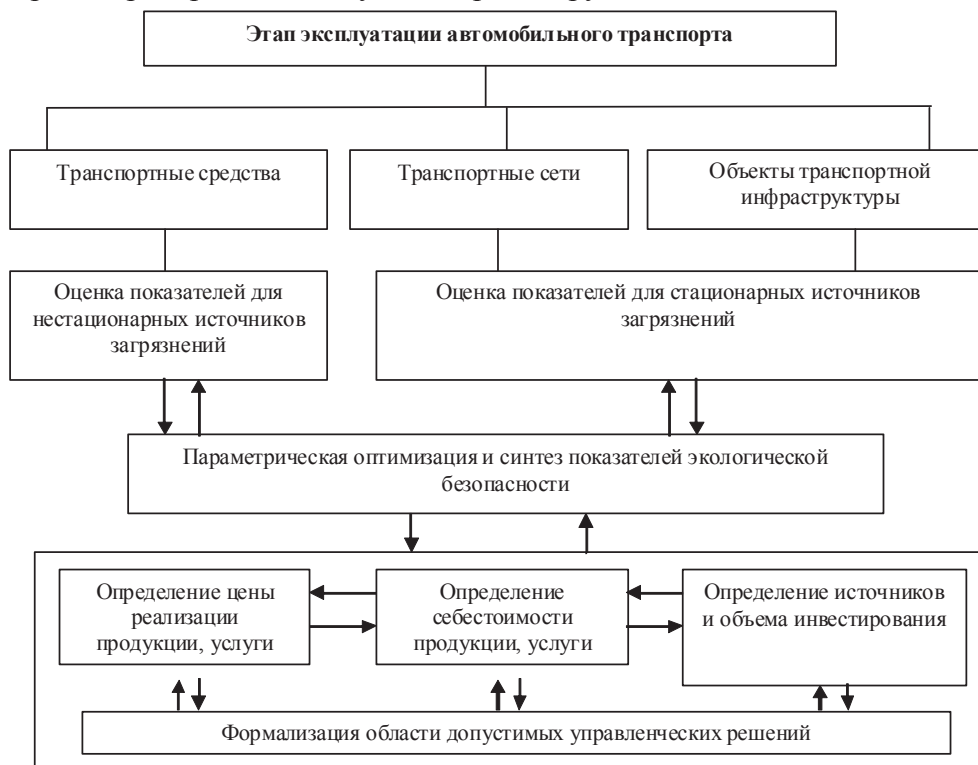 Этап эксплуатации автомобильного транспорта
Транспортные средства
Транспортные сети
Объекты транспортной
инфраструктуры
Оценка показателей для
нестационарных источников
загрязнений
Оценка показателей для стационарных источников
загрязнений
Параметрическая оптимизация и синтез показателей экологической
безопасности
Определение цены
реализации
продукции, услуги
Определение
себестоимости
продукции, услуги
Определение источников
и объема инвестирования
Формализация области допустимых управленческих решений